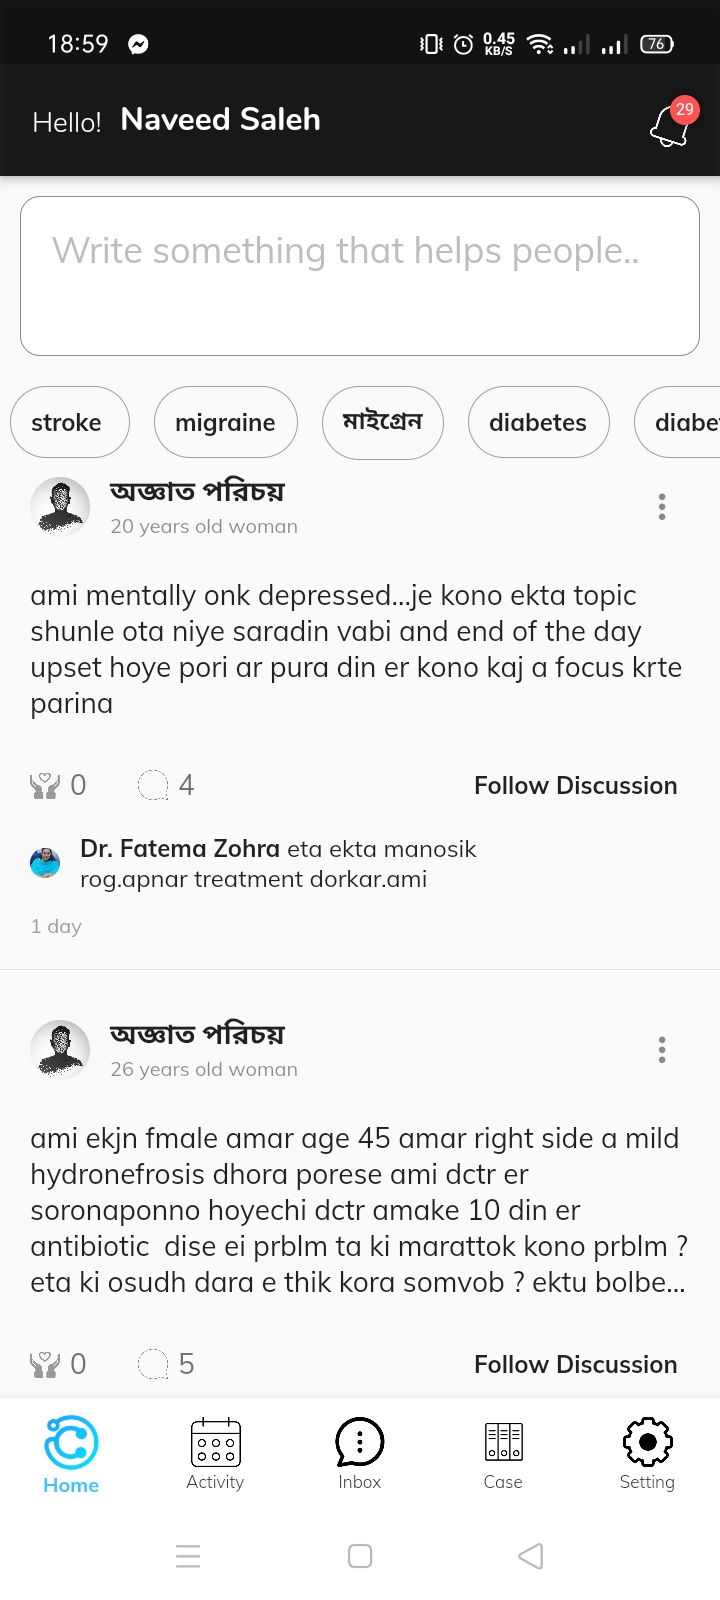 18:59
0.45
KB/S
76
Hello! Naveed Saleh
29
Write something that helps people..
stroke
migraine
মাইগ্রেন
diabetes
diabe
অজ্ঞাত পরিচয়
20 years old woman
ami mentally onk depressed...je kono ekta topic
shunle ota niye saradin vabi and end of the day
upset hoye pori ar pura din er kono kaj a focus krte
parina
0
4
Follow Discussion
Dr. Fatema Zohra eta ekta manosik
rog.apnar treatment dorkar.ami
1 day
অজ্ঞাত পরিচয়
26 years old woman
ami ekjn fmale amar age 45 amar right side a mild
hydronefrosis dhora porese ami dctr er
soronaponno hoyechi dctr amake 10 din er
antibiotic  dise ei prblm ta ki marattok kono prblm ?
eta ki osudh dara e thik kora somvob ? ektu bolbe...
0
5
Follow Discussion
Home
Activity
Inbox
Case
Setting